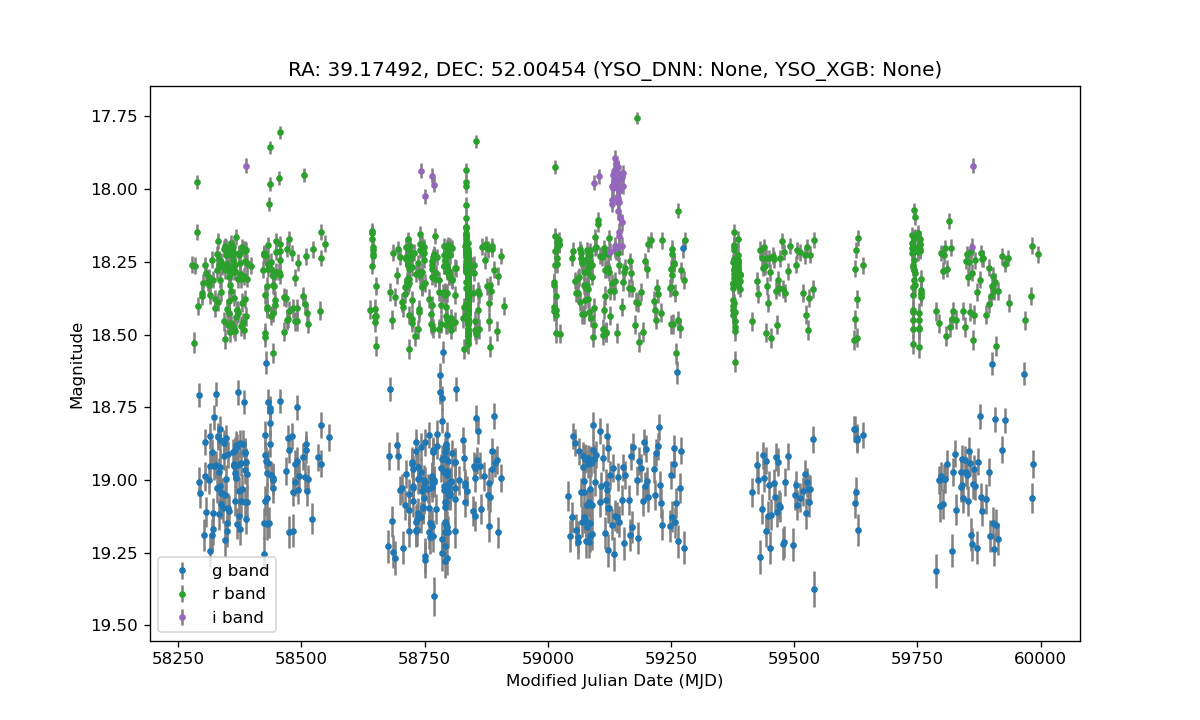 RA: 39.17492, DEC: 52.00454 (YSO_DNN: None, YSO_XGB: None)
17.75
18.00
18.25
18.50
18.75
19.00
19.25
19.50
Magnitude
g band
r band
i band
58250
58500
58750
59000
59250
59500
59750
60000
Modified Julian Date (MJD)